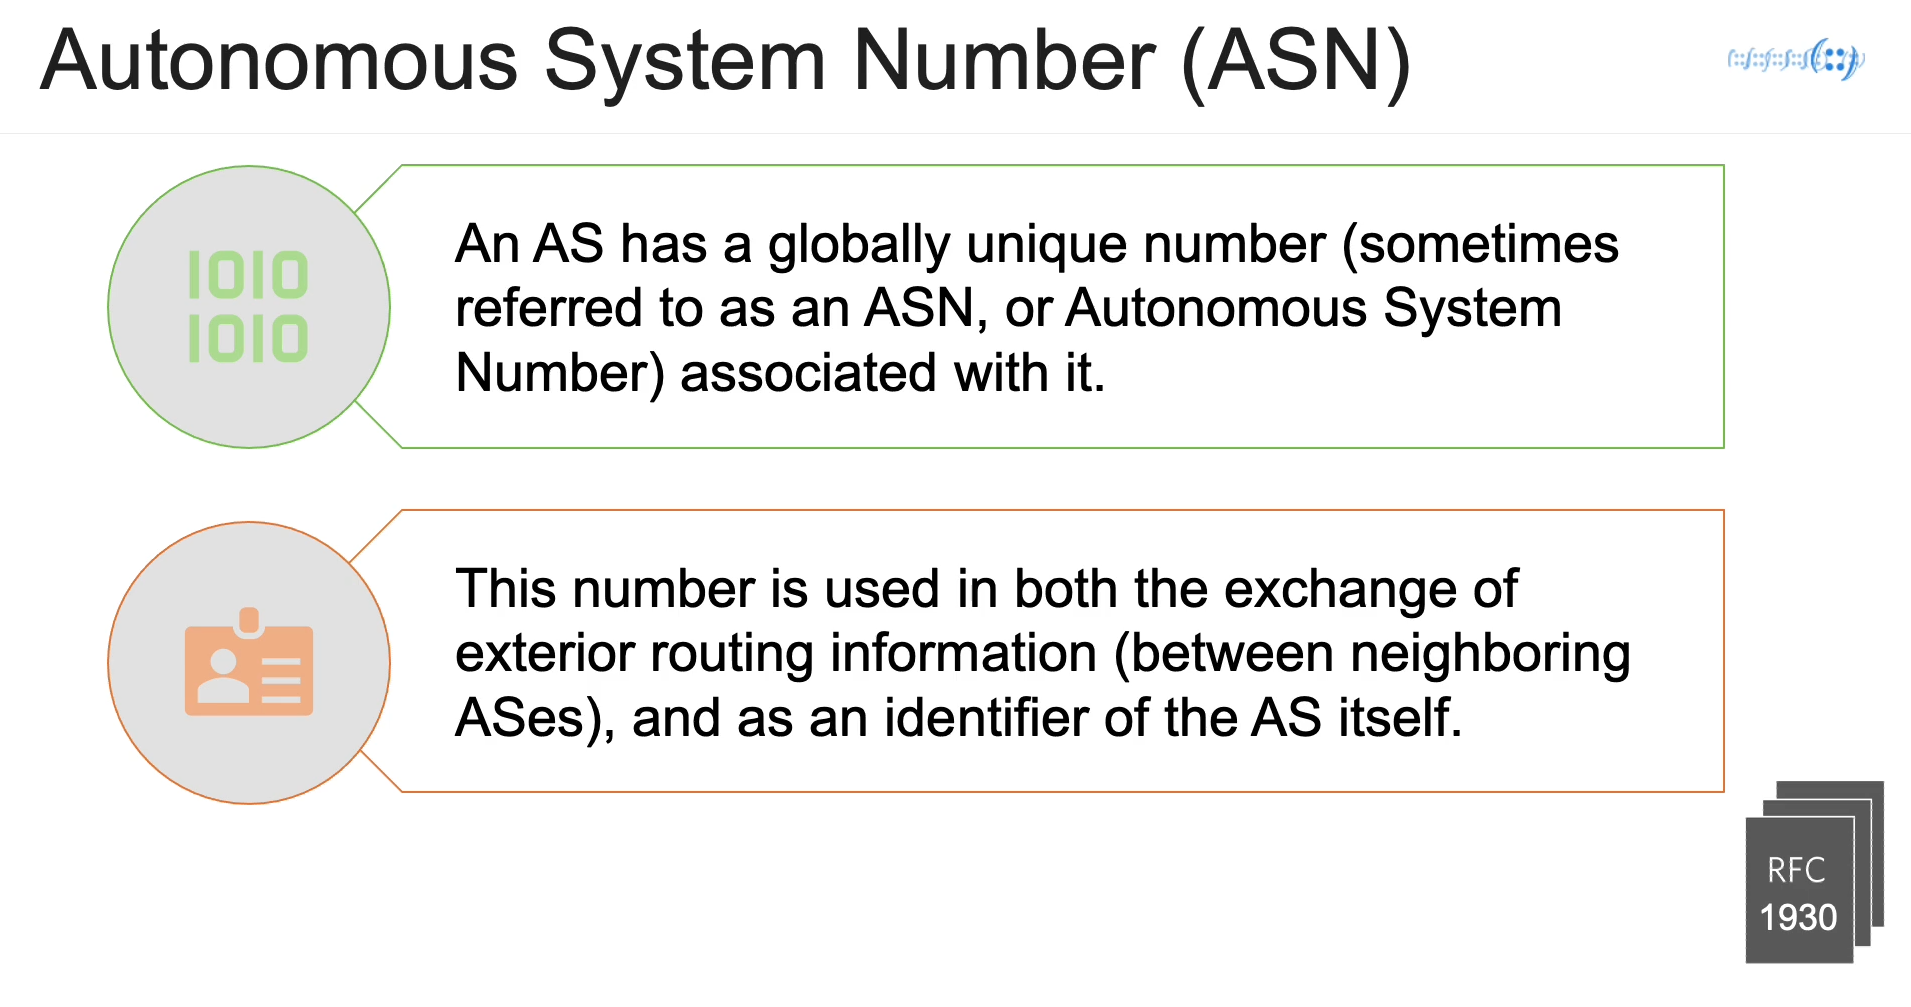 Autonomous System Number (ASN)
1010
1010
An AS has a globally unique number (sometimes
referred to as an ASN, or Autonomous System
Number) associated with it.
This number is used in both the exchange of
exterior routing information (between neighboring
ASes), and as an identifier of the AS itself.
RFC
1930